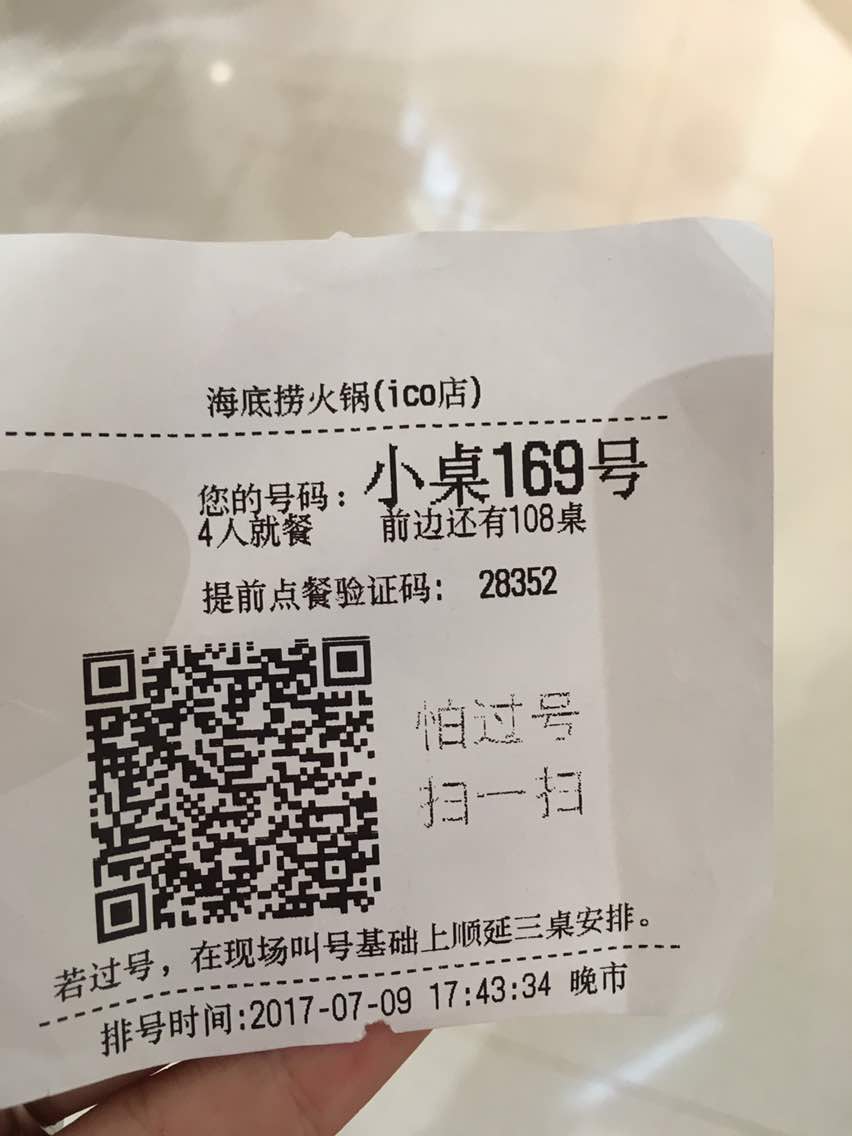 海底捞火锅(ico店)
您的号码：小桌169号
4人就餐 前边还有108桌
提前点餐验证码： 28352
怕过号
扫一扫
若过号，在现场叫号基础上顺延三桌安排。
排号时间:2017-07-09 17:43:34 晚市